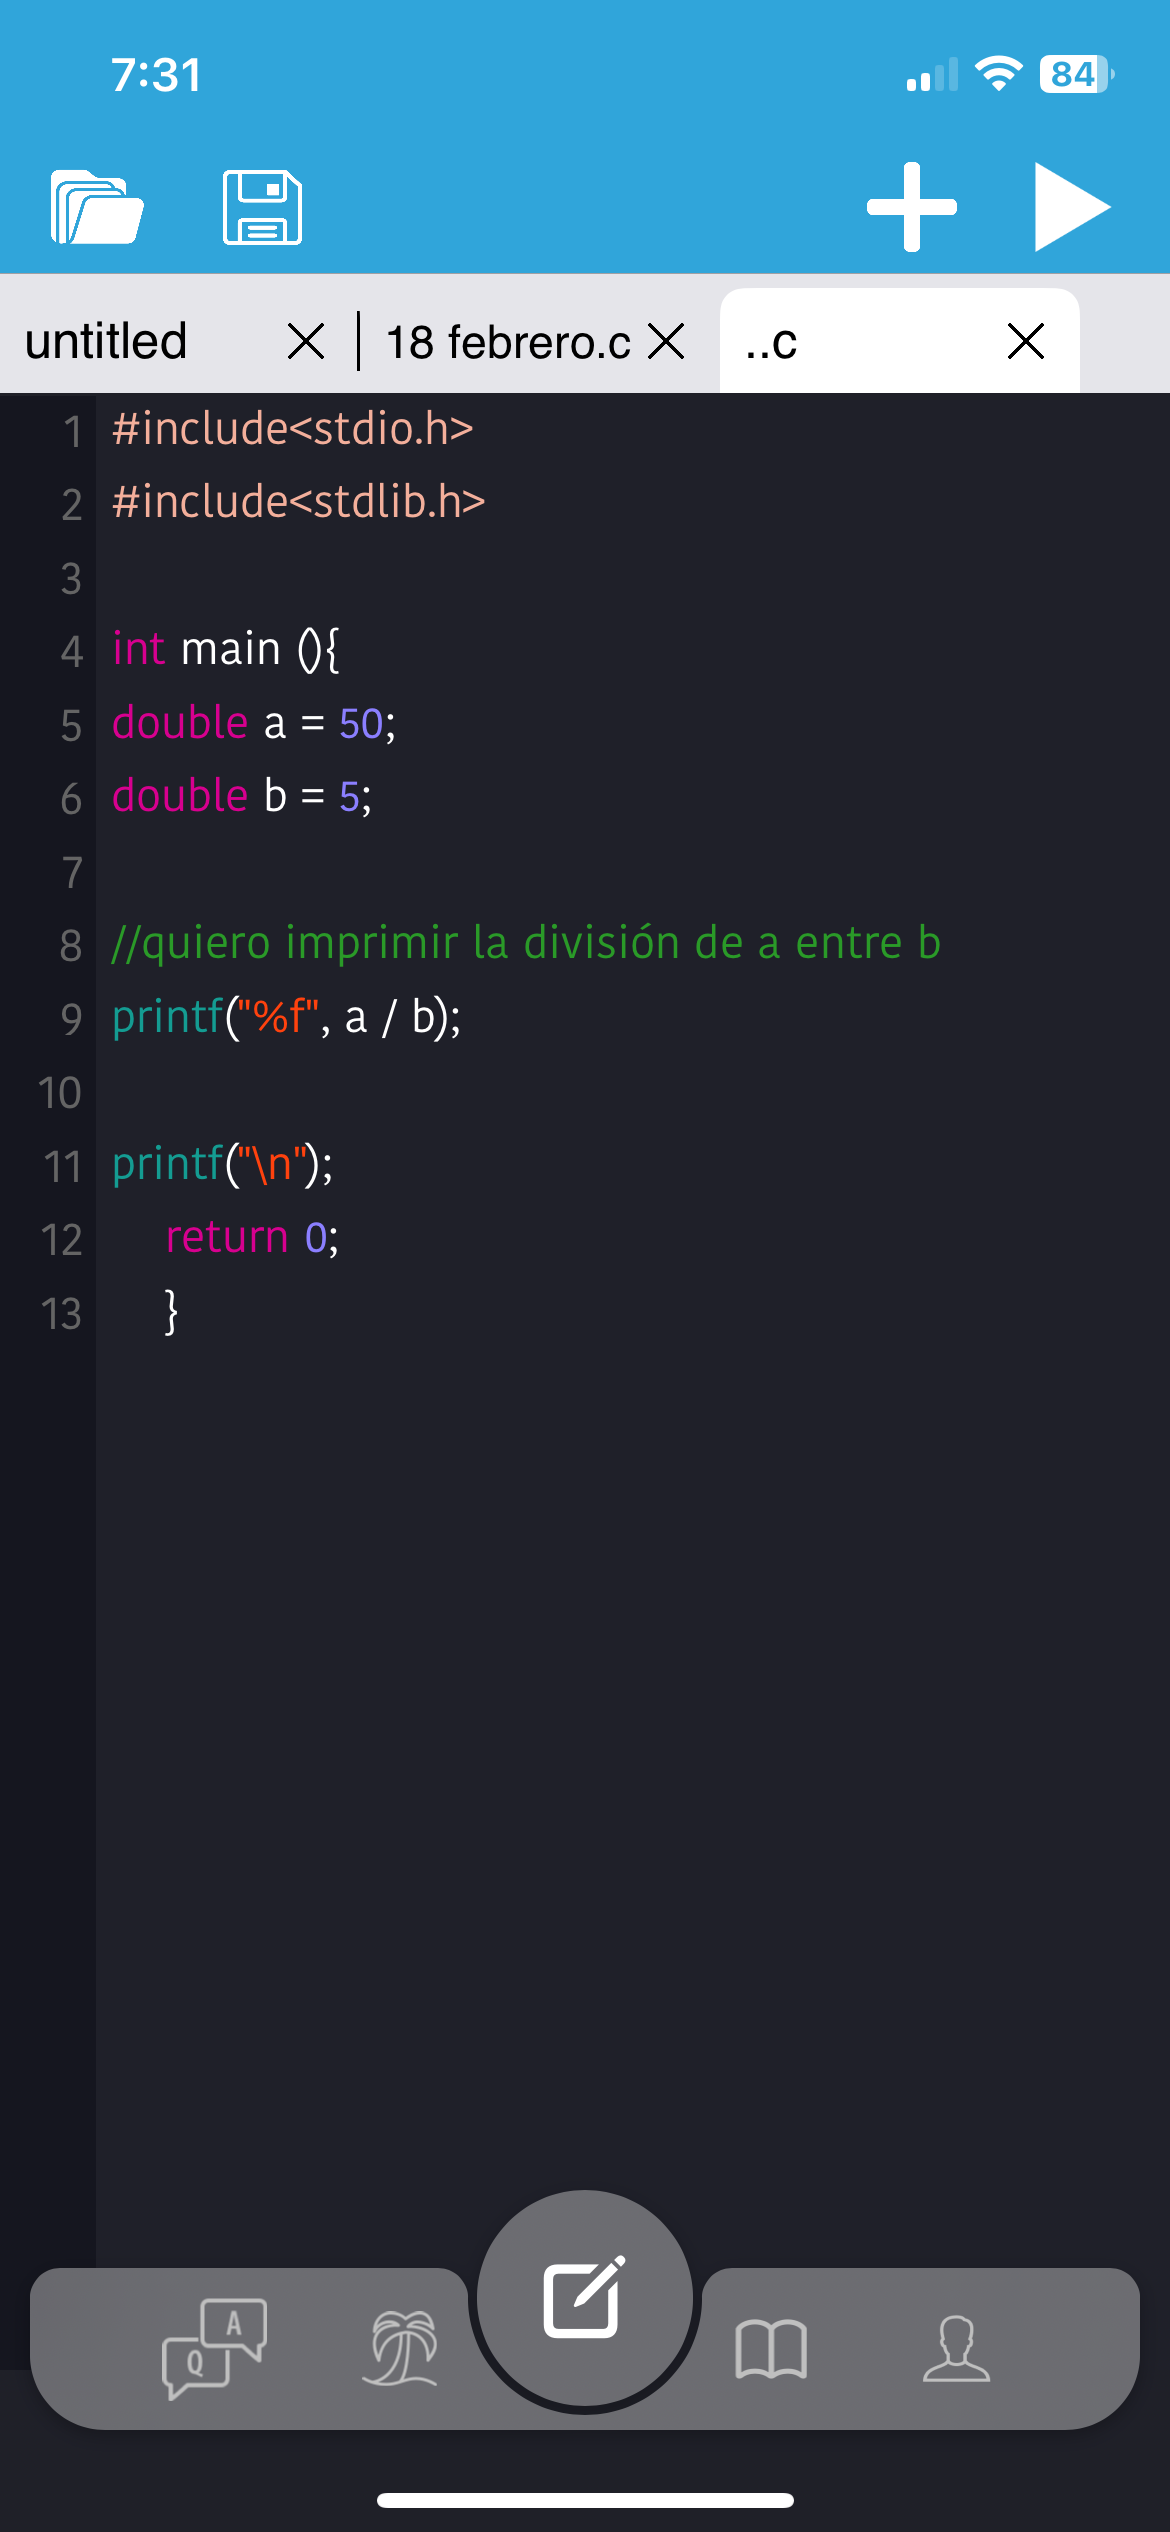 7:31
84
untitled
18 febrero.c
..c
1 #include<stdio.h>
2 #include<stdlib.h>
3
4 int main (){
5 double a = 50;
6 double b = 5;
7
8 //quiero imprimir la división de a entre b
9 printf("%f", a / b);
10
11 printf("\n");
12 return 0;
13 }
A
Q